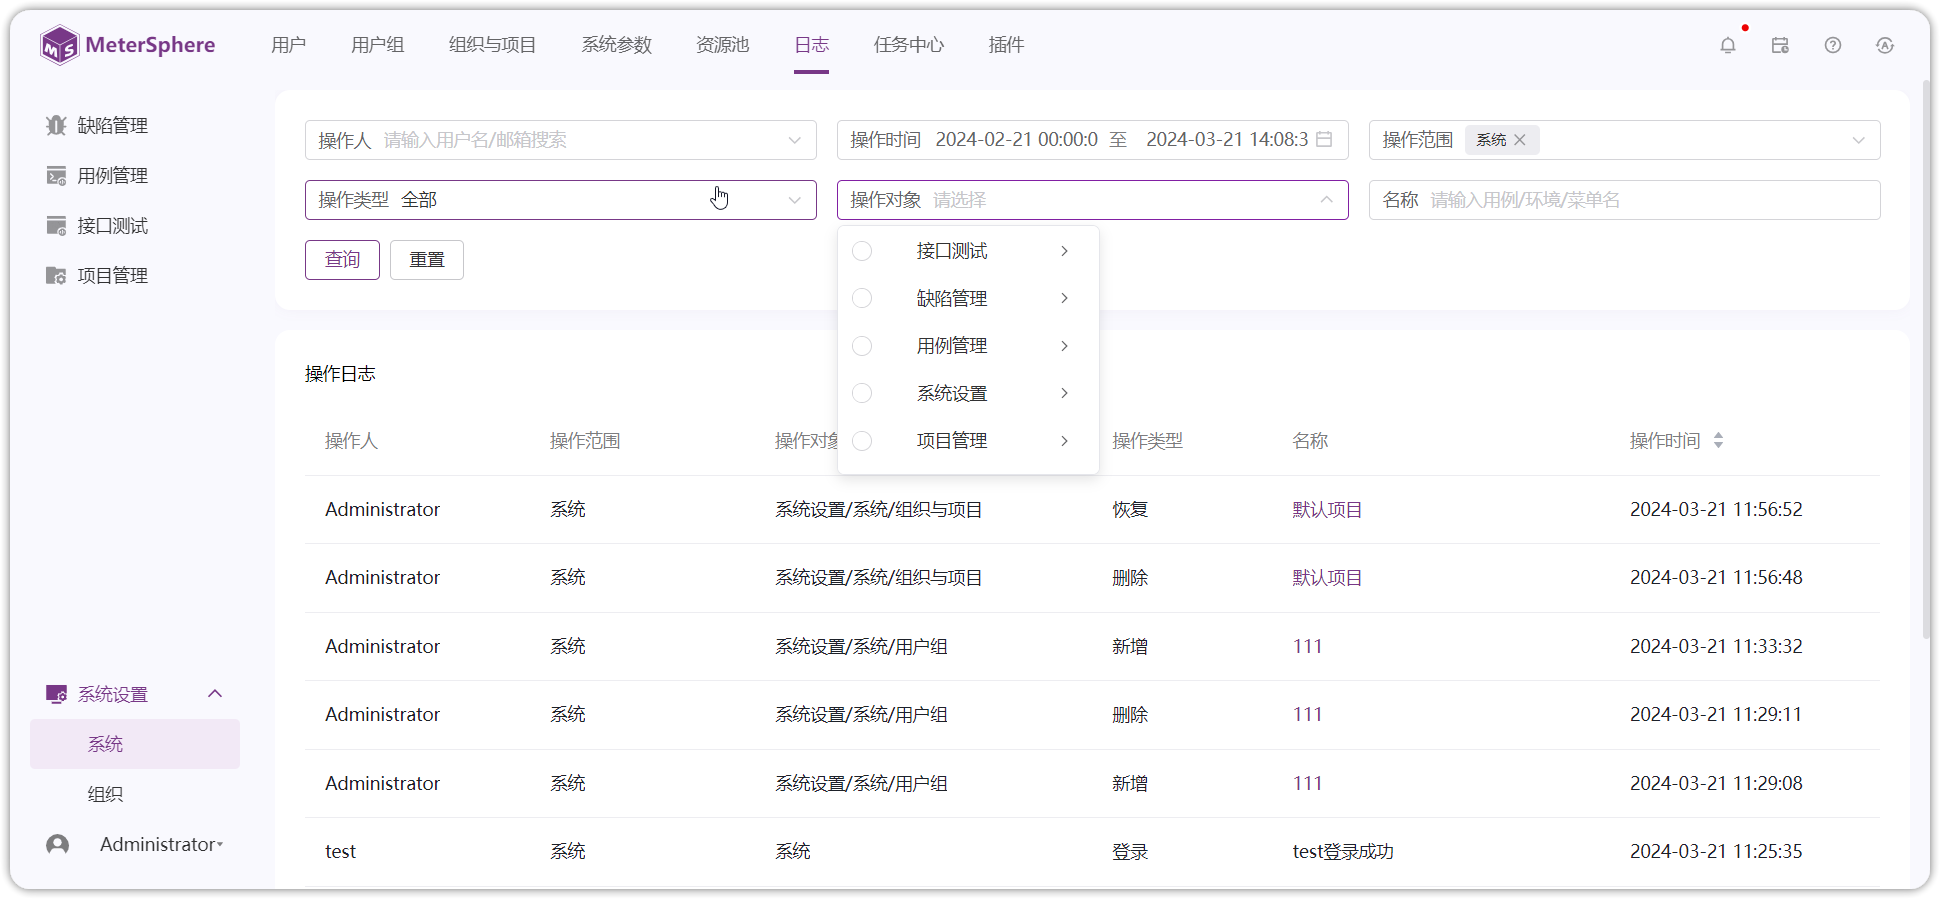 MeterSphere 用户 用户组 组织与项目 系统参数 资源池 日志 任务中心 插件
缺陷管理
用例管理
接口测试
项目管理
系统设置
系统
组织
Administrator
操作人 请输入用户名/邮箱搜索 操作时间 2024-02-21 00:00:0 至 2024-03-21 14:08:3 操作范围 系统
操作类型 全部 操作对象 请选择 名称 请输入用例/环境/菜单名
查询 重置
接口测试
缺陷管理
用例管理
系统设置
项目管理
操作日志
操作人 操作范围 操作对象 操作类型 名称 操作时间
Administrator 系统 系统设置/系统/组织与项目 恢复 默认项目 2024-03-21 11:56:52
Administrator 系统 系统设置/系统/组织与项目 删除 默认项目 2024-03-21 11:56:48
Administrator 系统 系统设置/系统/用户组 新增 111 2024-03-21 11:33:32
Administrator 系统 系统设置/系统/用户组 删除 111 2024-03-21 11:29:11
Administrator 系统 系统设置/系统/用户组 新增 111 2024-03-21 11:29:08
test 系统 系统 登录 test登录成功 2024-03-21 11:25:35